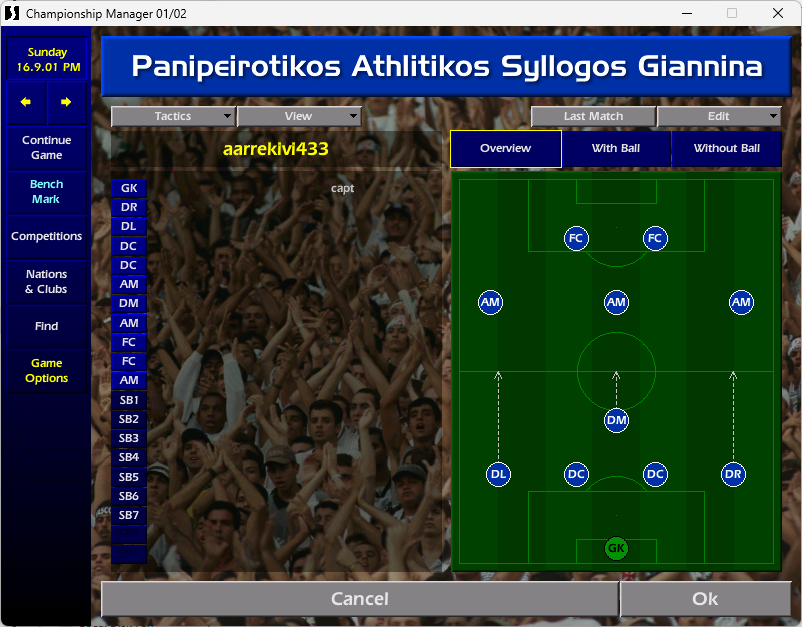 Championship Manager 01/02
Sunday
16.9.01 PM
Panipeirotikos Athlitikos Syllogos Giannina
Tactics
View
Last Match
Edit
Continue
Game
Bench
Mark
Competitions
Nations
& Clubs
Find
Game
Options
aarrekivi433
Overview
With Ball
Without Ball
GK
capt
DR
DL
DC
DC
AM
DM
AM
FC
FC
AM
SB1
SB2
SB3
SB4
SB5
SB6
SB7
FC FC
AM AM AM
DM
DL DC DC DR
GK
Cancel
Ok